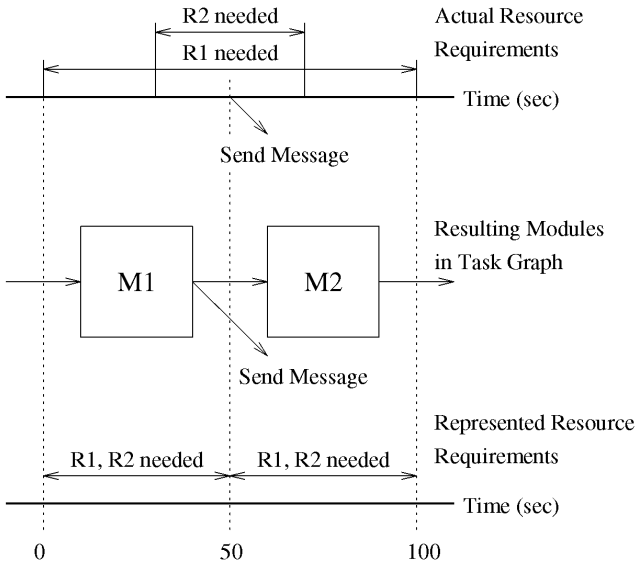 R2 needed
Actual Resource
Requirements
R1 needed
Time (sec)
Send Message
M1
M2
Resulting Modules
in Task Graph
Send Message
Represented Resource
Requirements
R1, R2 needed
R1, R2 needed
Time (sec)
0
50
100